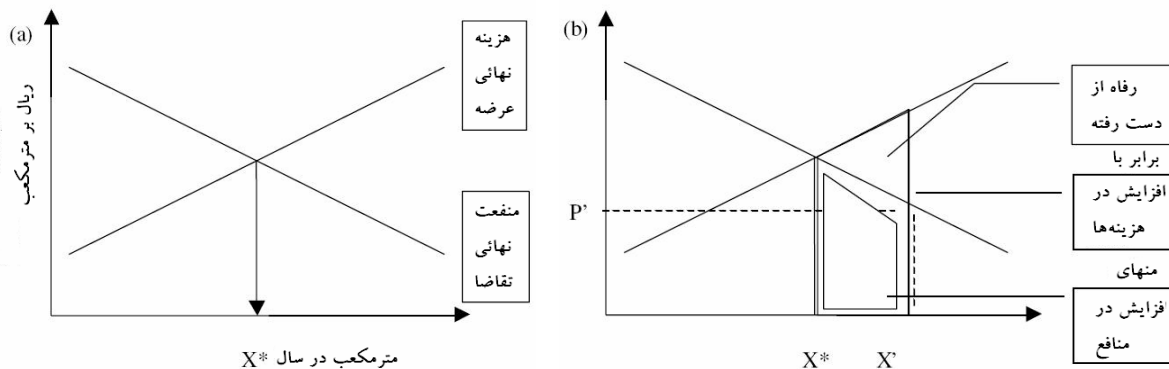 (a)
هزینه
نهائی
عرضه
ریال بر مترمکعب
منفعت
نهائی
تقاضا
X* مترمکعب در سال
(b)
رفاه از
دست رفته
برابر با
افزایش در
هزینه‌ها
منهای
افزایش در
منافع
P’
X* X’